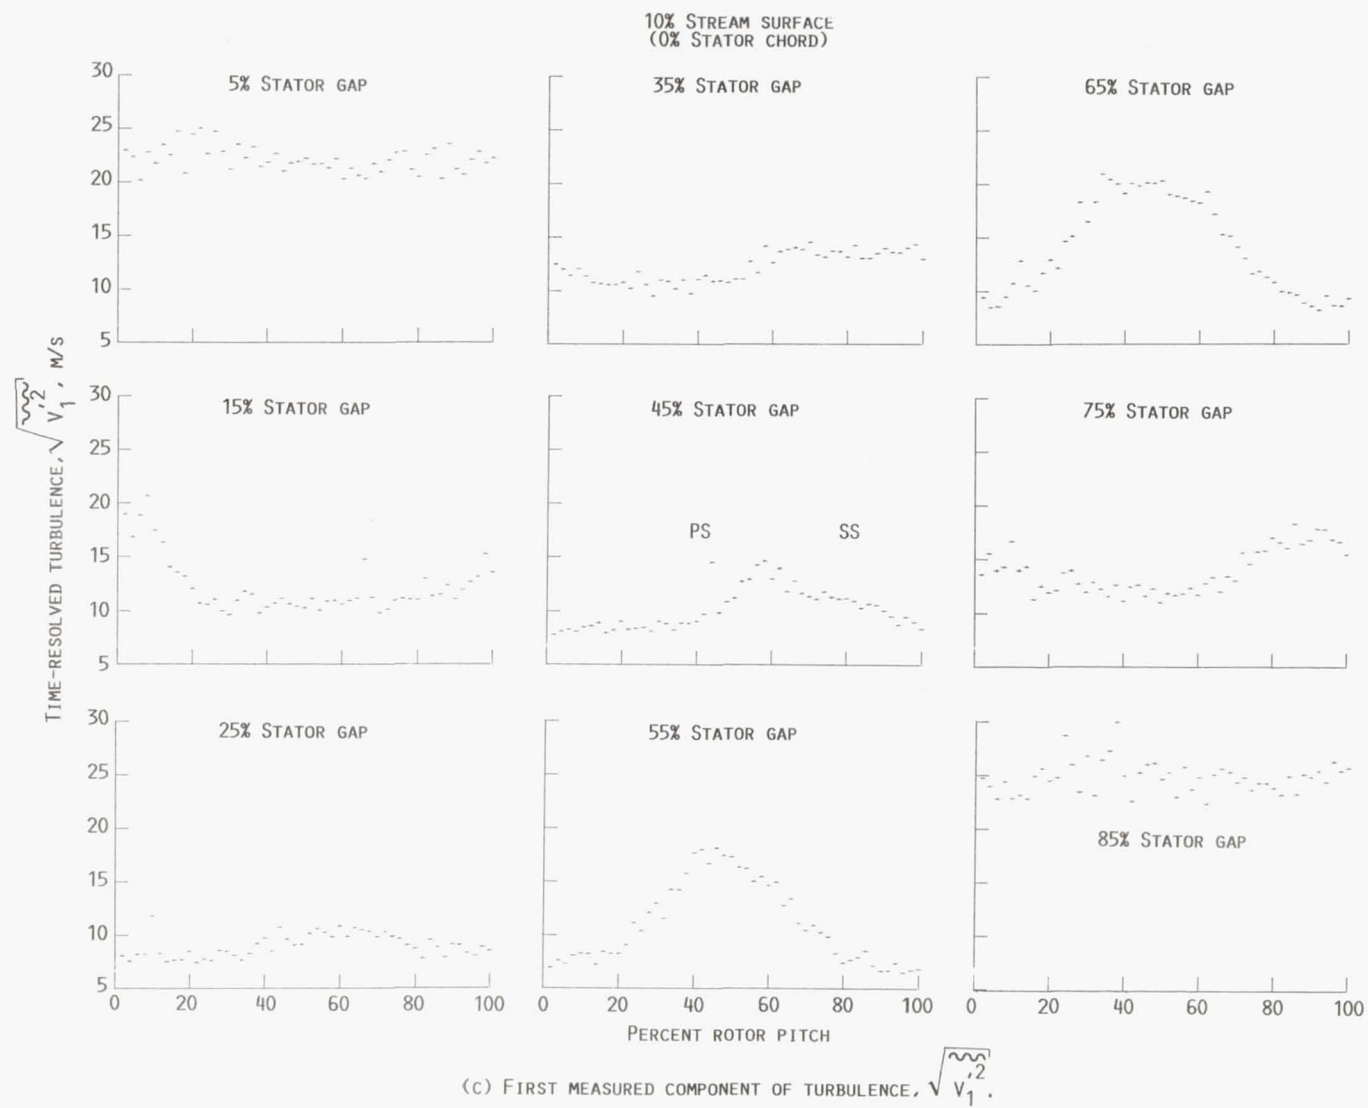 10% STREAM SURFACE
(0% STATOR CHORD)
5% STATOR GAP
35% STATOR GAP
65% STATOR GAP
30
25
20
15
10
5
15% STATOR GAP
45% STATOR GAP
75% STATOR GAP
PS
SS
30
25
20
15
10
5
TIME-RESOLVED TURBULENCE, √V₁'², M/S
25% STATOR GAP
55% STATOR GAP
85% STATOR GAP
30
25
20
15
10
5
0 20 40 60 80 100
0 20 40 60 80 100
0 20 40 60 80 100
PERCENT ROTOR PITCH
(C) FIRST MEASURED COMPONENT OF TURBULENCE, √V₁'².